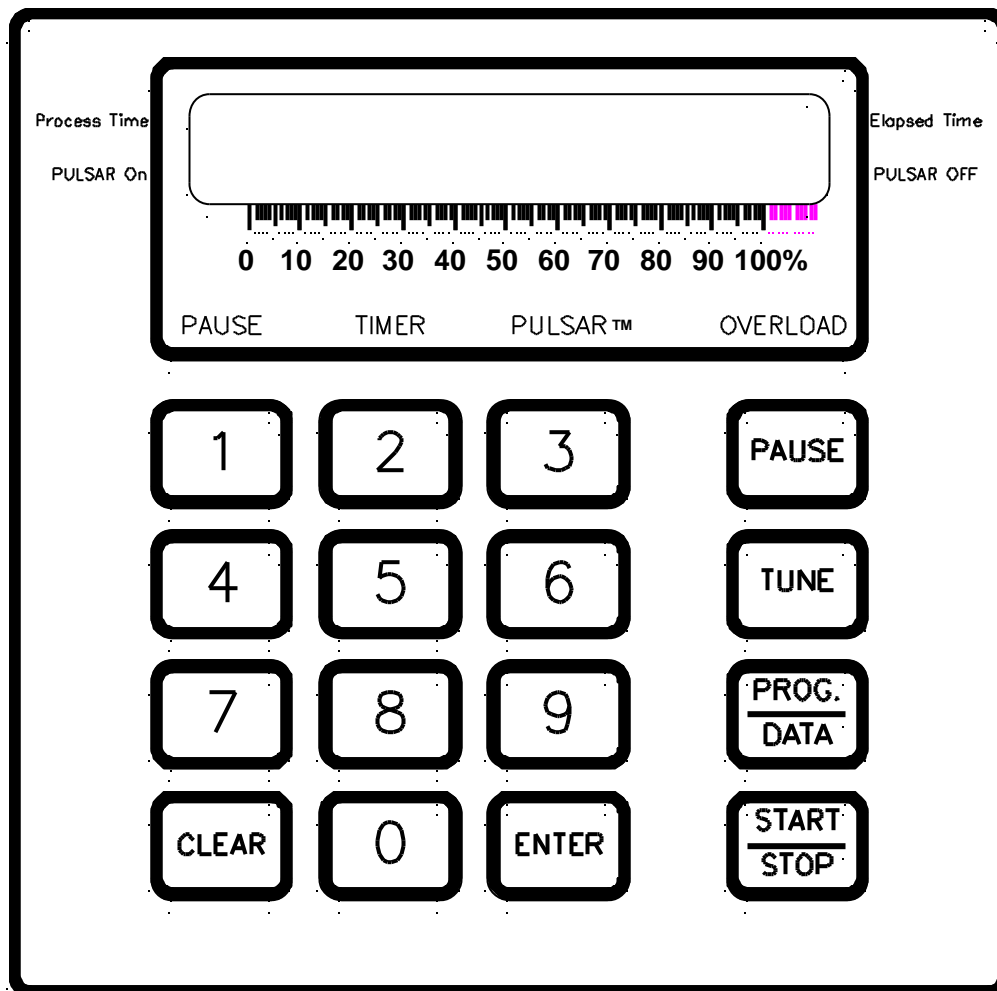 Process Time Elapsed Time
PULSAR On PULSAR OFF
0 10 20 30 40 50 60 70 80 90 100%
PAUSE TIMER PULSAR™ OVERLOAD
1 2 3 PAUSE
4 5 6 TUNE
7 8 9 PROG.
DATA
CLEAR 0 ENTER START
STOP